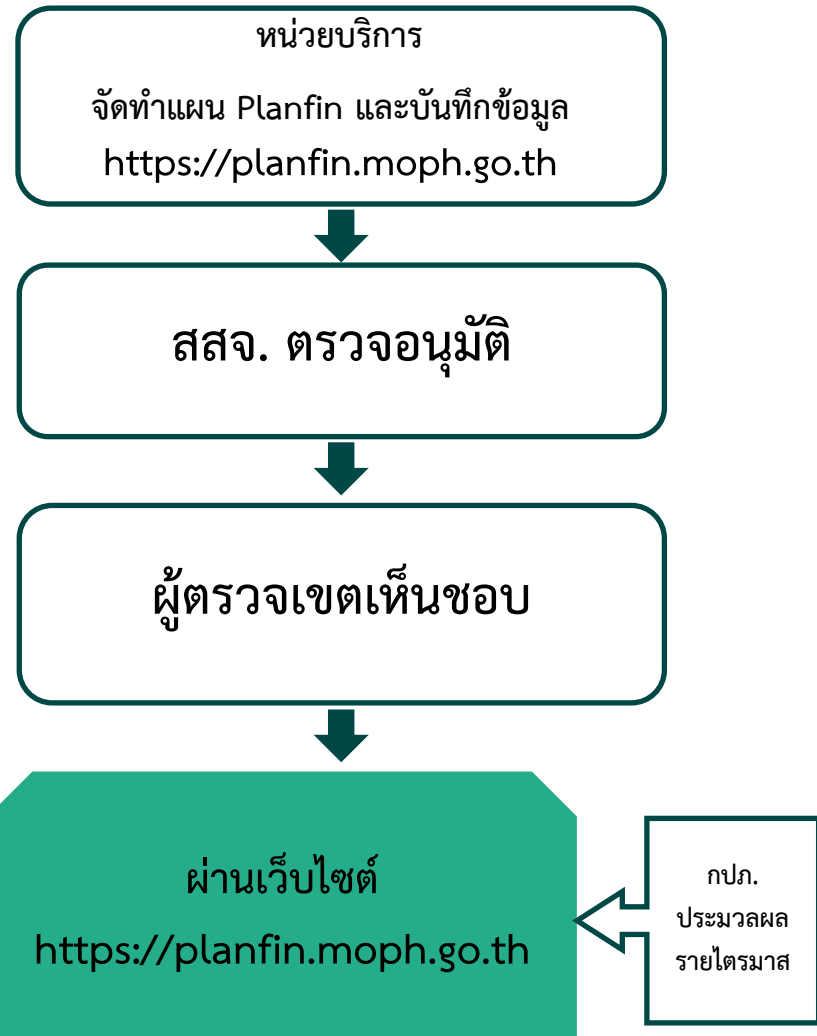 หน่วยบริการ
จัดทำแผน Planfin และบันทึกข้อมูล
https://planfin.moph.go.th
สสจ. ตรวจอนุมัติ
ผู้ตรวจเขตเห็นชอบ
ผ่านเว็บไซต์
https://planfin.moph.go.th
กปภ.
ประมวลผล
รายไตรมาส